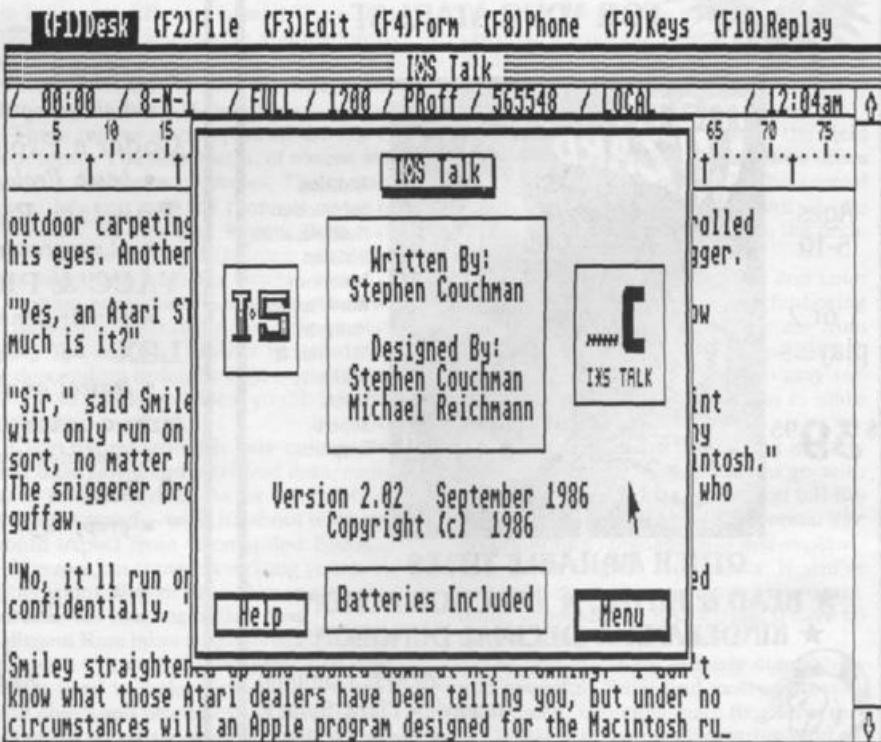 (F1)Desk (F2)File (F3)Edit (F4)Form (F8)Phone (F9)Keys (F10)Replay
I*S Talk
/ 00:00 / 8-N-1 / FULL / 1200 / PRoff / 565548 / LOCAL / 12:04am
5 10 15 65 70 75
I*S Talk
outdoor carpeting rolled
his eyes. Another gger.
Written By:
Stephen Couchman
I*S
"Yes, an Atari ST ow
much is it?"
Designed By:
Stephen Couchman
Michael Reichmann
I*S TALK
"Sir," said Smile int
will only run on hy
sort, no matter intosh."
The sniggerer pro who
guffaw.
Version 2.02 September 1986
Copyright (c) 1986
"No, it'll run on ed
confidentially,
Help
Batteries Included
Menu
Smiley straightened up and looked down at
know what those Atari dealers have been telling you, but under no
circumstances will an Apple program designed for the Macintosh ru_